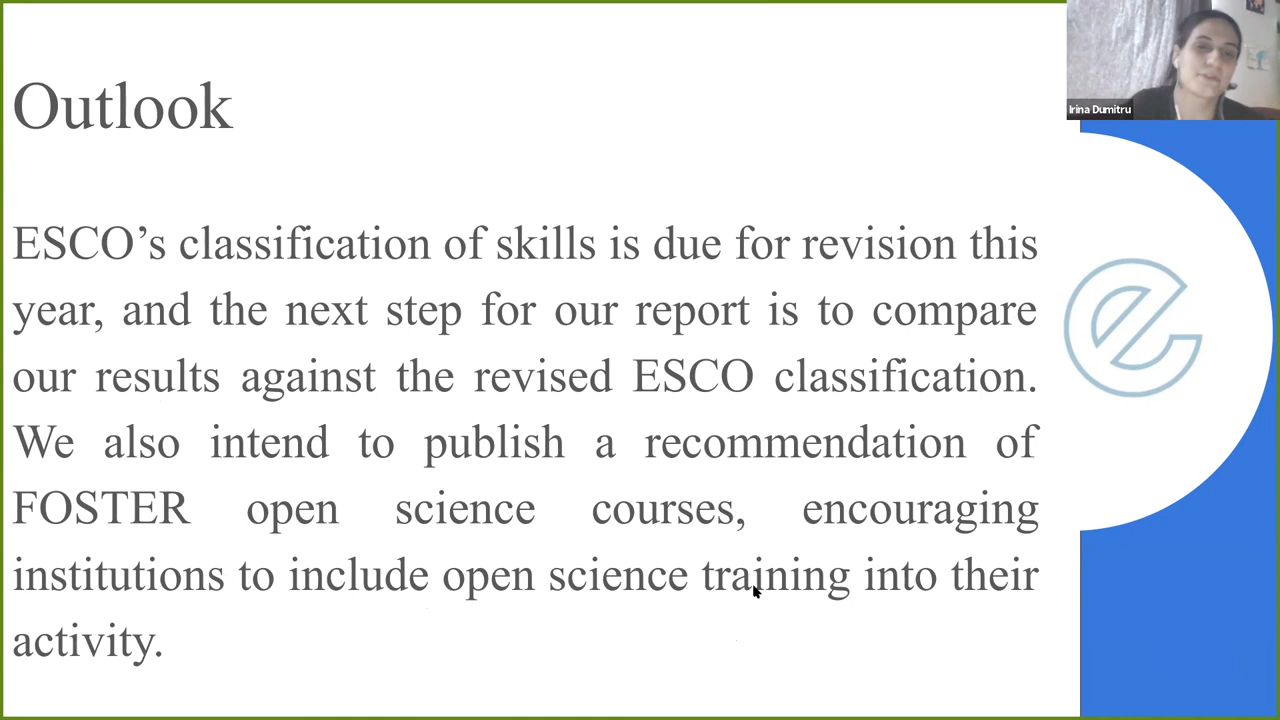 Outlook
ESCO’s classification of skills is due for revision this
year, and the next step for our report is to compare
our results against the revised ESCO classification.
We also intend to publish a recommendation of
FOSTER open science courses, encouraging
institutions to include open science training into their
activity.
Irina Dumitru